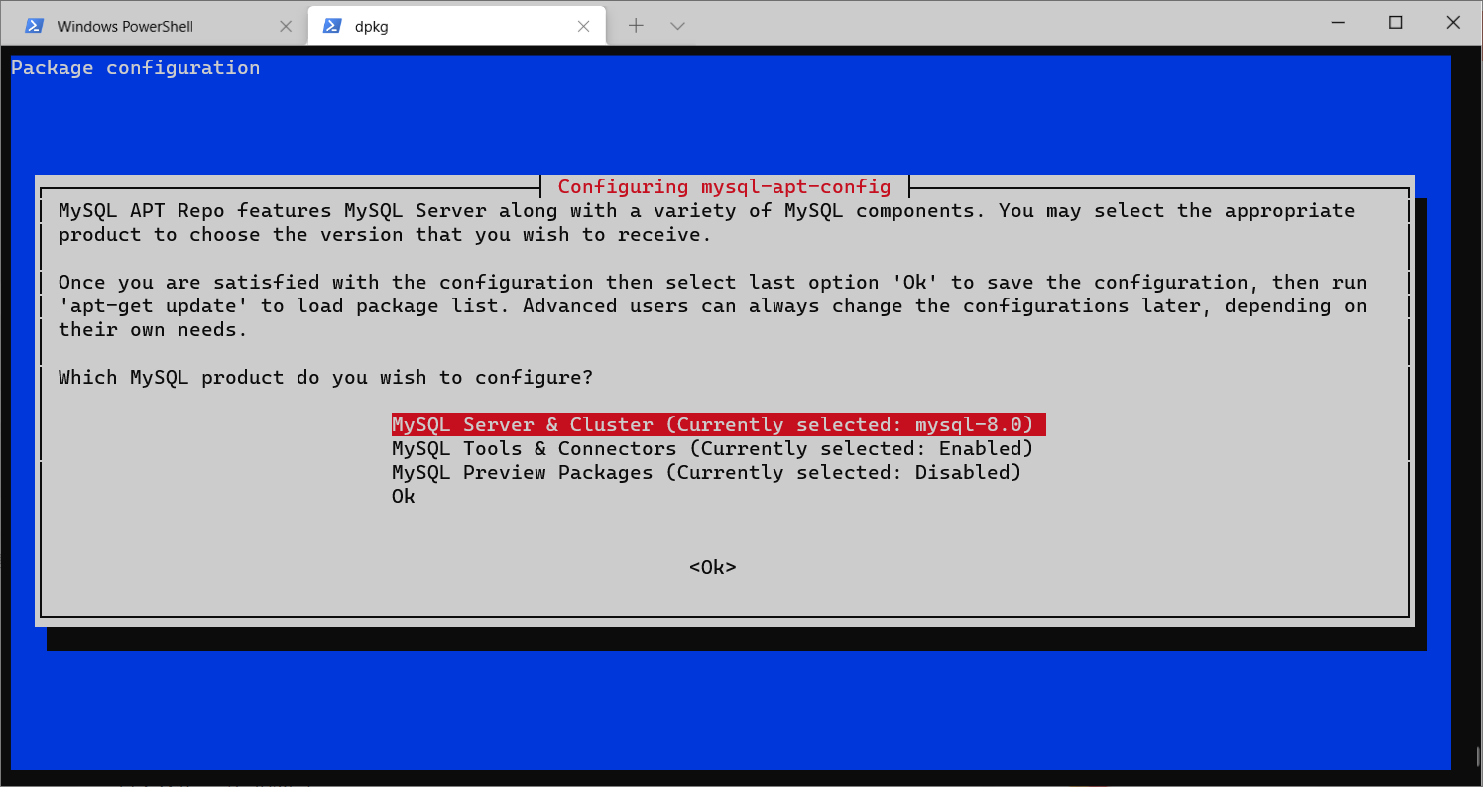 Windows PowerShell
dpkg
Package configuration
Configuring mysql-apt-config
MySQL APT Repo features MySQL Server along with a variety of MySQL components. You may select the appropriate
product to choose the version that you wish to receive.
Once you are satisfied with the configuration then select last option 'Ok' to save the configuration, then run
'apt-get update' to load package list. Advanced users can always change the configurations later, depending on
their own needs.
Which MySQL product do you wish to configure?
MySQL Server & Cluster (Currently selected: mysql-8.0)
MySQL Tools & Connectors (Currently selected: Enabled)
MySQL Preview Packages (Currently selected: Disabled)
Ok
<Ok>